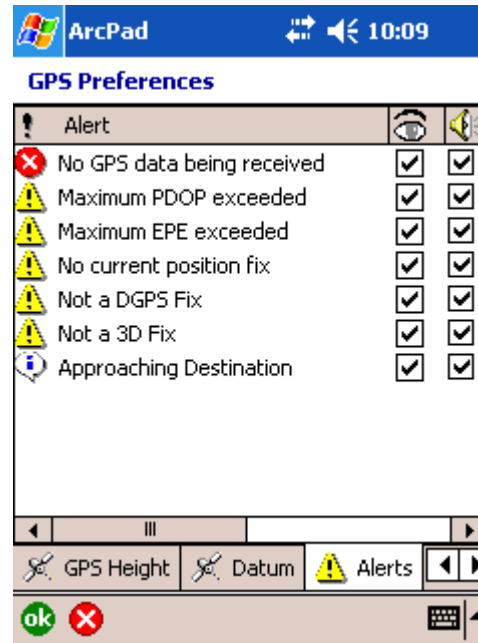 ArcPad 10:09
GPS Preferences
Alert
No GPS data being received
Maximum PDOP exceeded
Maximum EPE exceeded
No current position fix
Not a DGPS Fix
Not a 3D Fix
Approaching Destination
GPS Height Datum Alerts
ok